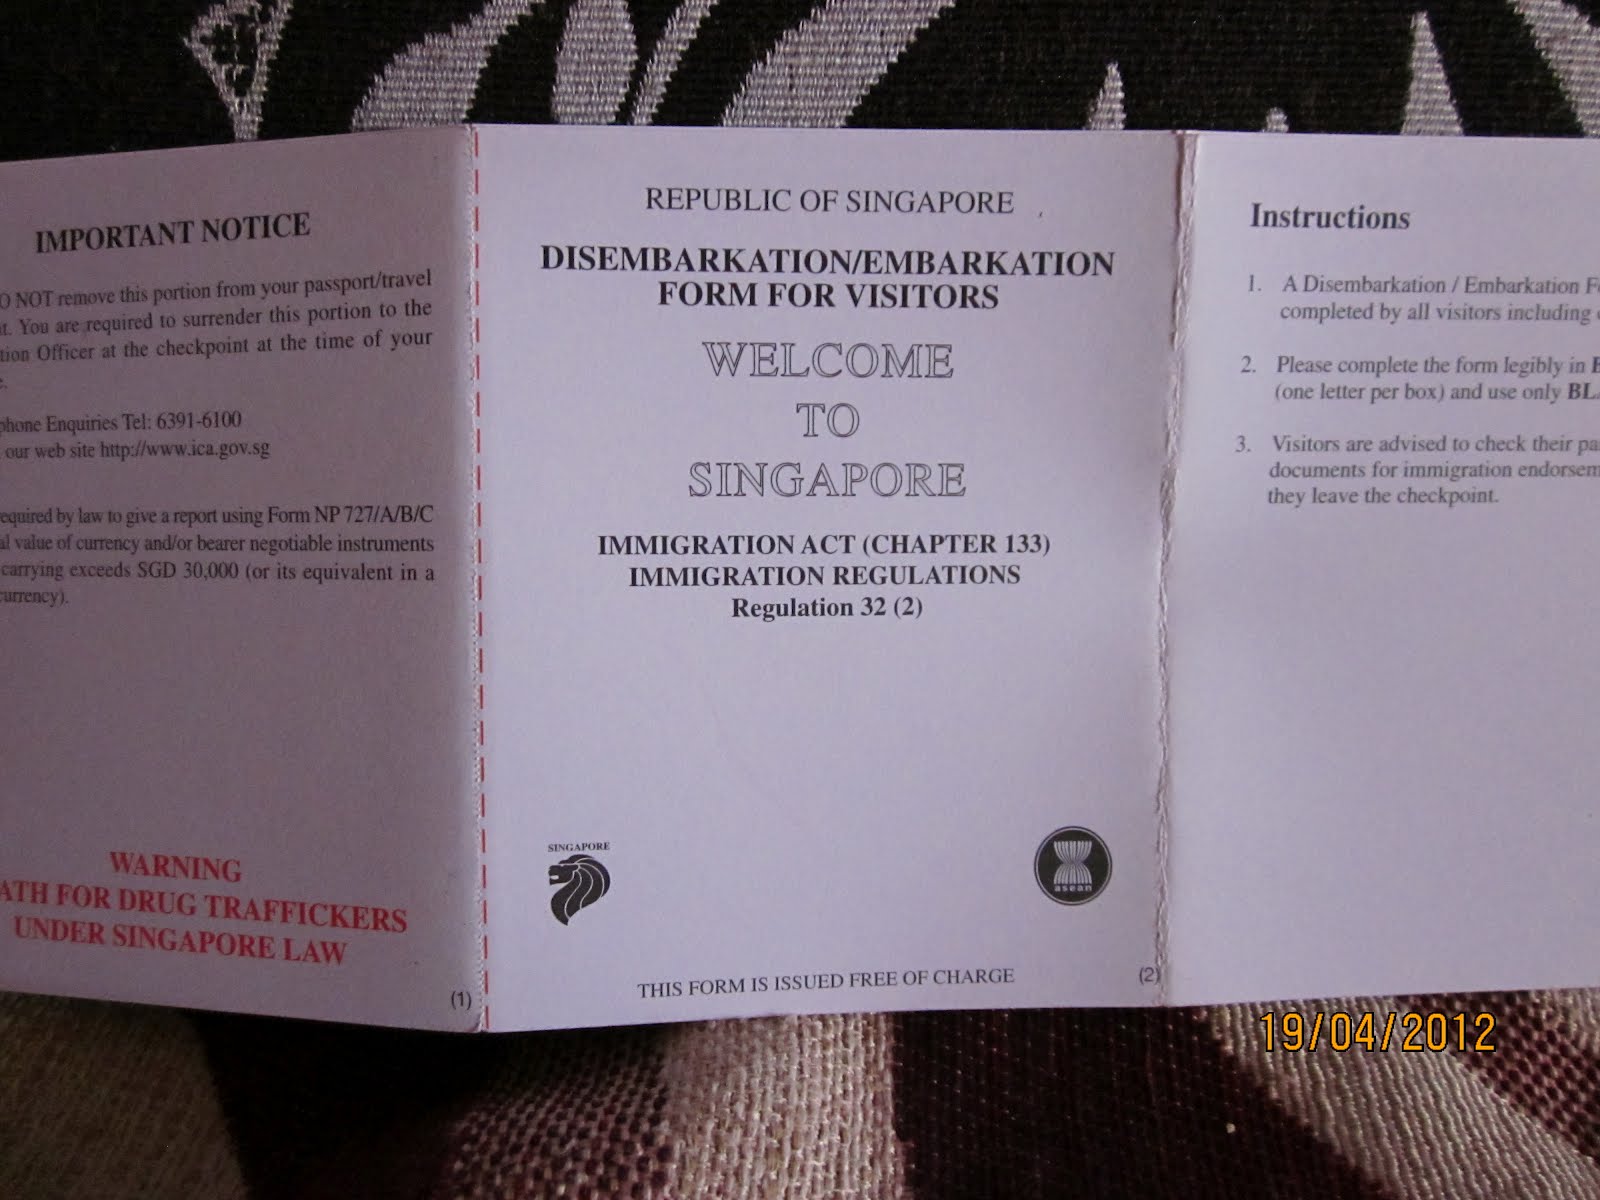 IMPORTANT NOTICE
O NOT remove this portion from your passport/travel
t. You are required to surrender this portion to the
tion Officer at the checkpoint at the time of your
e.
phone Enquiries Tel: 6391-6100
our web site http://www.ica.gov.sg
equired by law to give a report using Form NP 727/A/B/C
al value of currency and/or bearer negotiable instruments
carrying exceeds SGD 30,000 (or its equivalent in a
currency).
WARNING
ATH FOR DRUG TRAFFICKERS
UNDER SINGAPORE LAW
(1)
REPUBLIC OF SINGAPORE
DISEMBARKATION/EMBARKATION
FORM FOR VISITORS
WELCOME
TO
SINGAPORE
IMMIGRATION ACT (CHAPTER 133)
IMMIGRATION REGULATIONS
Regulation 32 (2)
SINGAPORE
asean
THIS FORM IS ISSUED FREE OF CHARGE
(2)
Instructions
1. A Disembarkation / Embarkation F
completed by all visitors including
2. Please complete the form legibly in
(one letter per box) and use only BL
3. Visitors are advised to check their pa
documents for immigration endorsem
they leave the checkpoint.
19/04/2012